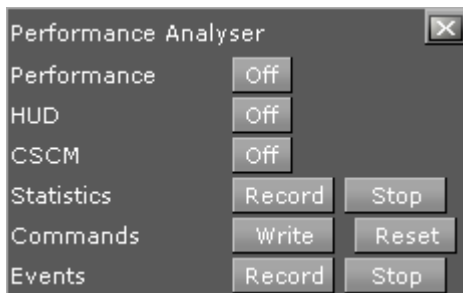 Performance Analyser
Performance Off
HUD Off
CSCM Off
Statistics Record Stop
Commands Write Reset
Events Record Stop